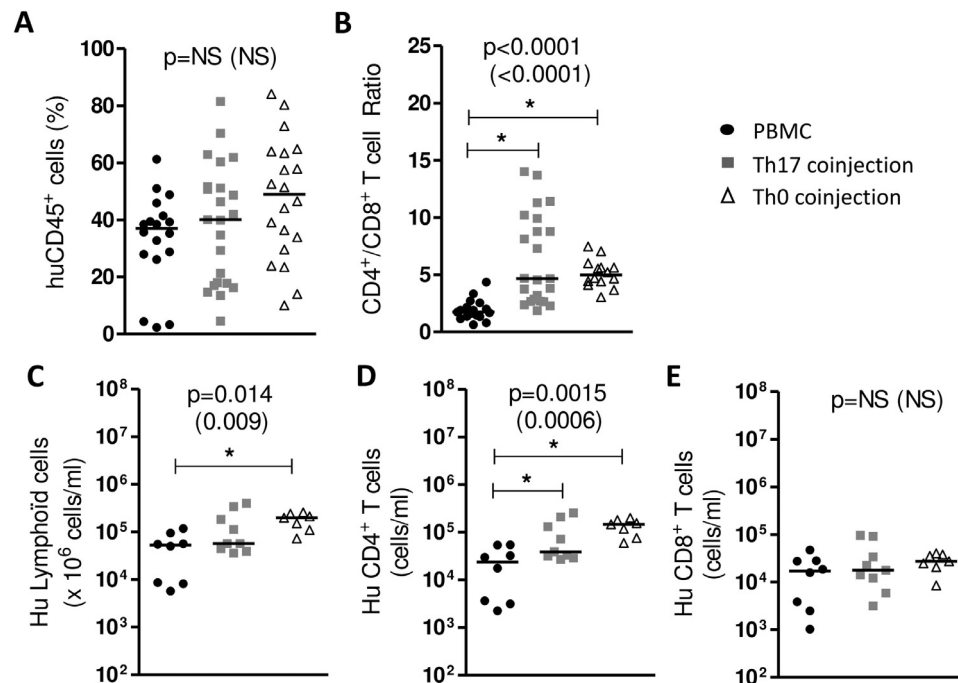 A
p=NS (NS)
huCD45⁺ cells (%)
100
80
60
40
20
0
B
p<0.0001
(<0.0001)
*
*
CD4⁺/CD8⁺ T cell Ratio
25
20
15
10
5
0
PBMC
Th17 coinjection
Th0 coinjection
C
p=0.014
(0.009)
*
Hu Lymphoïd cells
(x 10⁶ cells/ml)
10⁸
10⁷
10⁶
10⁵
10⁴
10³
10²
D
p=0.0015
(0.0006)
*
*
Hu CD4⁺ T cells
(cells/ml)
10⁸
10⁷
10⁶
10⁵
10⁴
10³
10²
E
p=NS (NS)
Hu CD8⁺ T cells
(cells/ml)
10⁸
10⁷
10⁶
10⁵
10⁴
10³
10²